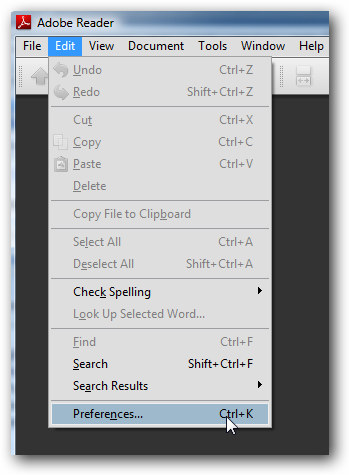 Adobe Reader
File Edit View Document Tools Window Help
Undo Ctrl+Z
Redo Shift+Ctrl+Z
Cut Ctrl+X
Copy Ctrl+C
Paste Ctrl+V
Delete
Copy File to Clipboard
Select All Ctrl+A
Deselect All Shift+Ctrl+A
Check Spelling
Look Up Selected Word...
Find Ctrl+F
Search Shift+Ctrl+F
Search Results
Preferences... Ctrl+K